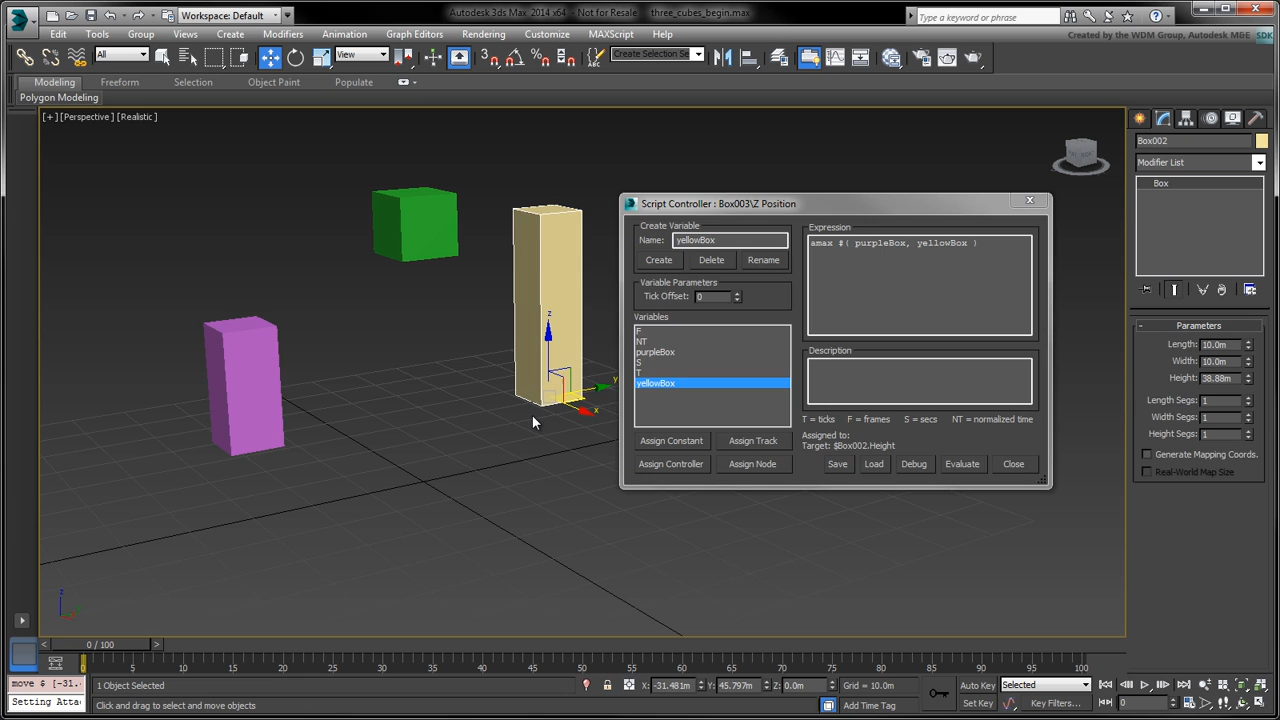 Workspace: Default
Autodesk 3ds Max 2014 x64 - Not for Resale three_cubes_begin.max
Type a keyword or phrase
Edit Tools Group Views Create Modifiers Animation Graph Editors Rendering Customize MAXScript Help
Created by the WDM Group, Autodesk M&E SDK
All
View
3
Create Selection Se
Modeling Freeform Selection Object Paint Populate
Polygon Modeling
[+] [Perspective] [Realistic]
Box002
Modifier List
Box
Script Controller : Box003\Z Position
Create Variable
Name: yellowBox
Create Delete Rename
Variable Parameters
Tick Offset: 0
Variables
F
NT
purpleBox
S
T
yellowBox
Assign Constant Assign Track
Assign Controller Assign Node
Expression
amax #( purpleBox, yellowBox )
Description
T = ticks F = frames S = secs NT = normalized time
Assigned to:
Target: $Box002.Height
Save Load Debug Evaluate Close
Parameters
Length: 10.0m
Width: 10.0m
Height: 38.88m
Length Segs: 1
Width Segs: 1
Height Segs: 1
Generate Mapping Coords.
Real-World Map Size
z
y
x
z
0 / 100
0 5 10 15 20 25 30 35 40 45 50 55 60 65 70 75 80 85 90 95 100
move $ [-31.
Setting Atta
1 Object Selected
X: -31.481m Y: 45.797m Z: 0.0m Grid = 10.0m
Auto Key Selected
Click and drag to select and move objects
Add Time Tag
Set Key Key Filters... 0